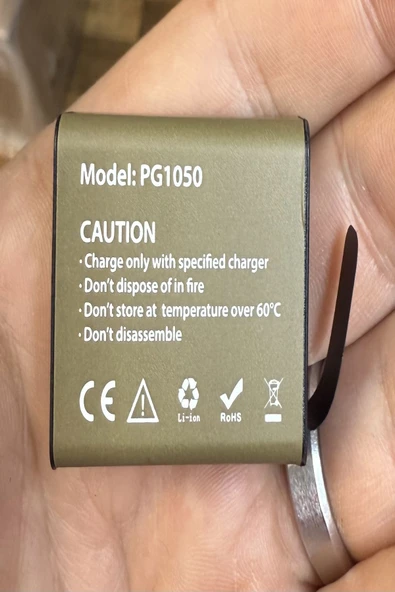 Model: PG1050
CAUTION
·Charge only with specified charger
·Don't dispose of in fire
·Don't store at temperature over 60°C
·Don't disassemble
CE Li-ion RoHS